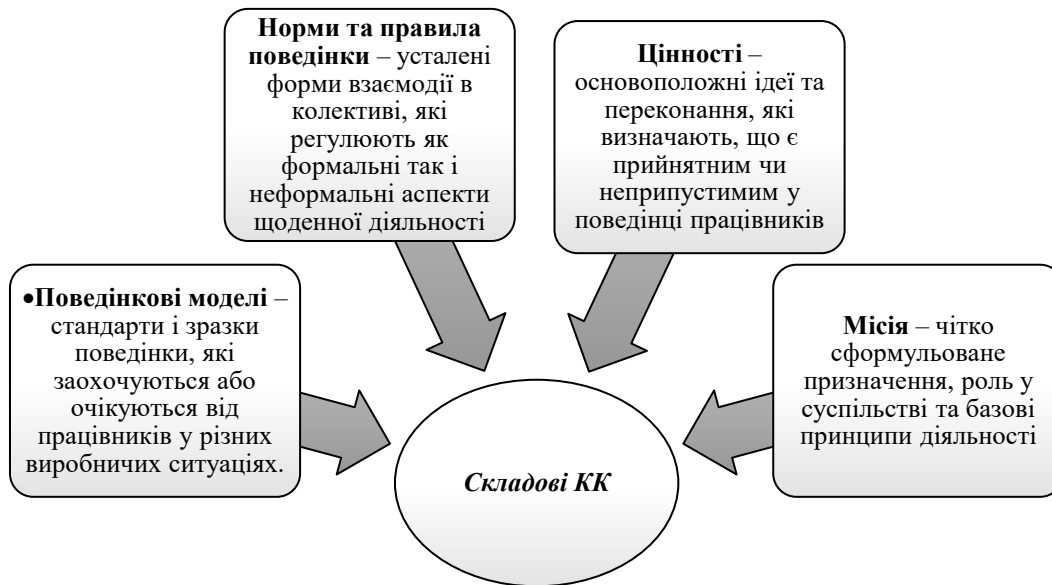 Норми та правила
поведінки – усталені
форми взаємодії в
колективі, які
регулюють як
формальні так і
неформальні аспекти
щоденної діяльності
Цінності –
основоположні ідеї та
переконання, які
визначають, що є
прийнятним чи
неприпустимим у
поведінці працівників
•Поведінкові моделі –
стандарти і зразки
поведінки, які
заохочуються або
очікуються від
працівників у різних
виробничих ситуаціях.
Місія – чітко
сформульоване
призначення, роль у
суспільстві та базові
принципи діяльності
Складові КК